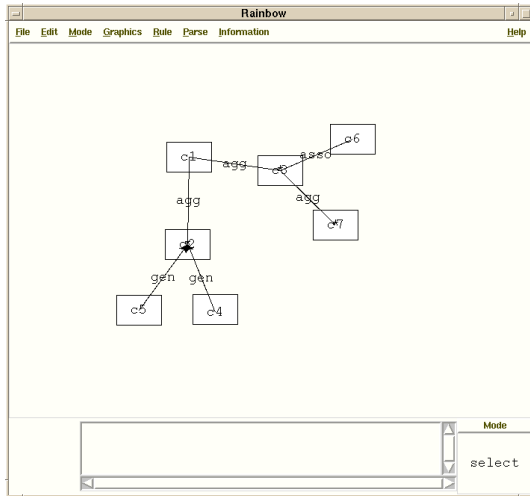 Rainbow
File Edit Mode Graphics Rule Parse Information Help
c6
asso
c1
agg
c3
agg
agg
c7
c2
gen gen
c5
c4
Mode
select